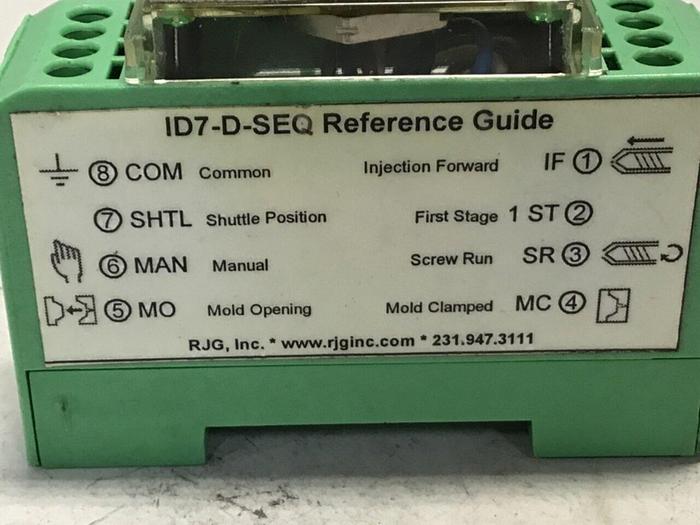 ID7-D-SEQ Reference Guide
⑧ COM Common Injection Forward IF ①
⑦ SHTL Shuttle Position First Stage 1 ST ②
⑥ MAN Manual Screw Run SR ③
⑤ MO Mold Opening Mold Clamped MC ④
RJG, Inc. * www.rjginc.com * 231.947.3111